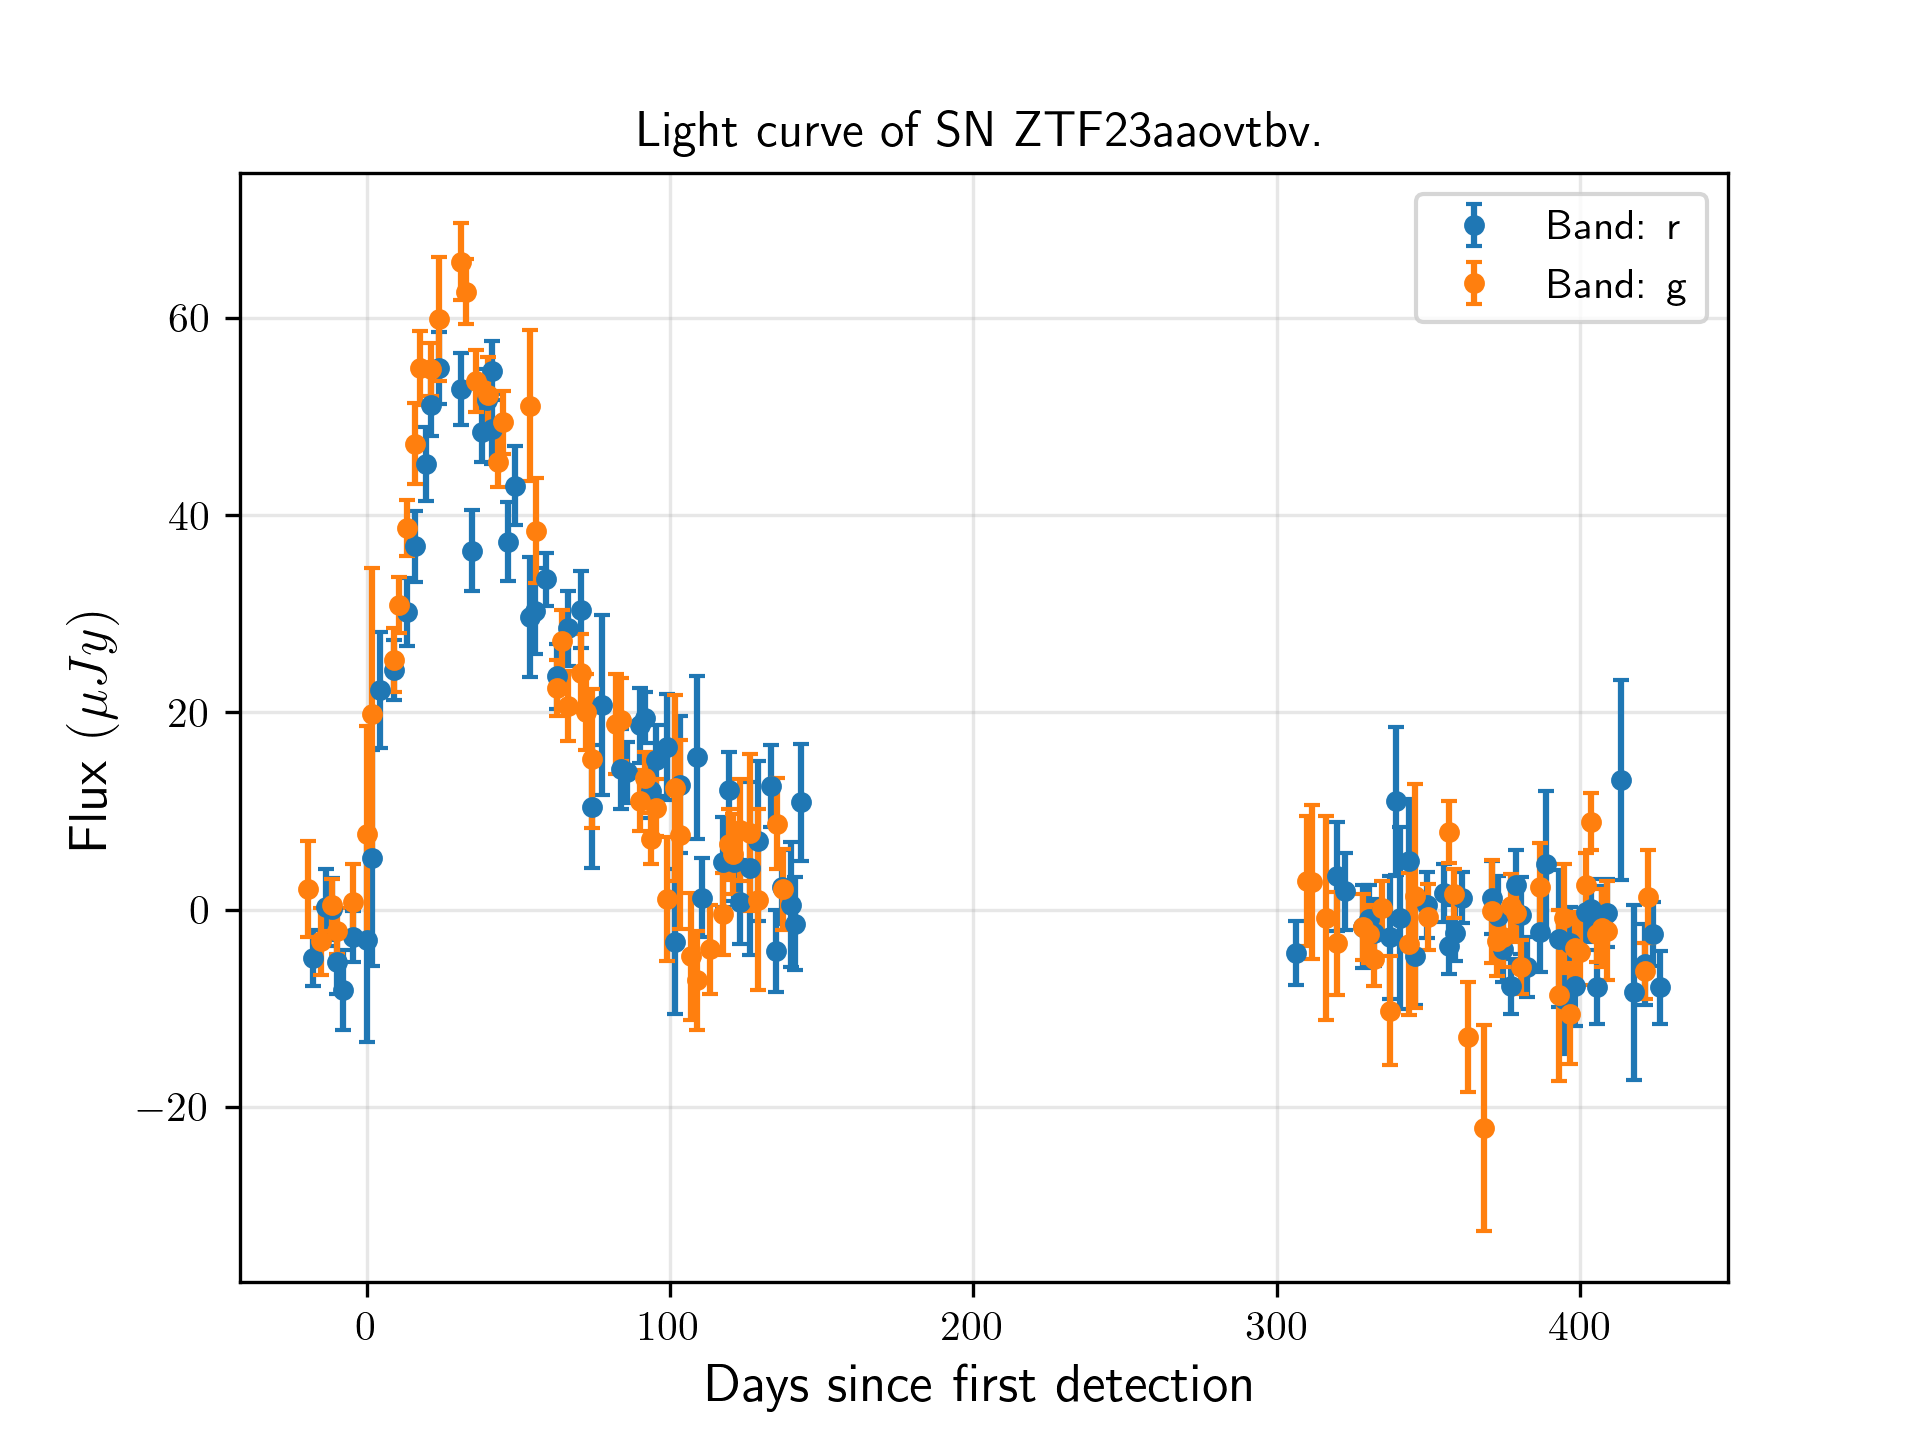 Light curve of SN ZTF23aaovtbv.
Band: r
Band: g
Flux (μJy)
60
40
20
0
−20
0 100 200 300 400
Days since first detection